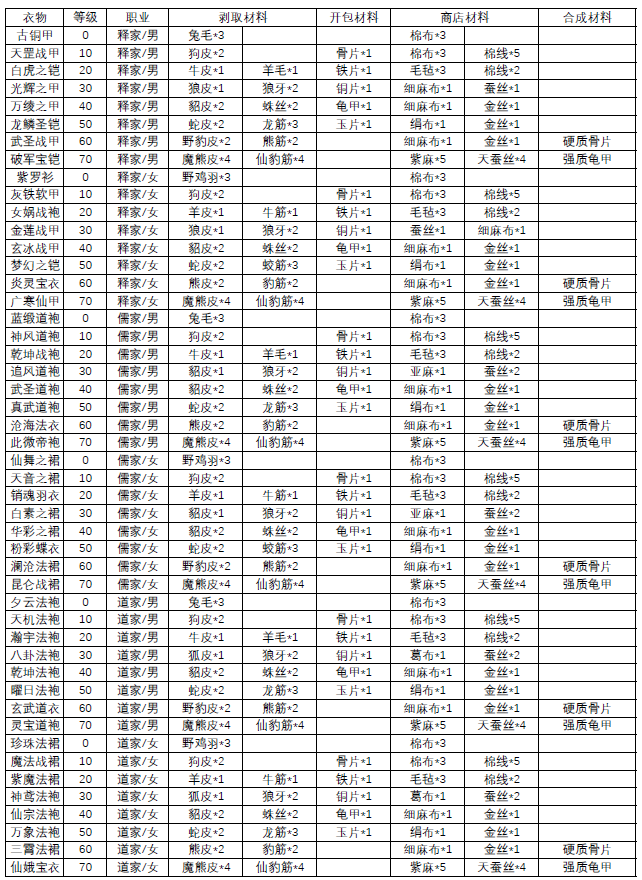 衣物 等级 职业 剥取材料 开包材料 商店材料 合成材料
古铜甲 0 释家/男 兔毛*3 棉布*3
天罡战甲 10 释家/男 狗皮*2 骨片*1 棉布*3 棉线*5
白虎之铠 20 释家/男 牛皮*1 羊毛*1 铁片*1 毛毡*3 棉线*2
光辉之甲 30 释家/男 狼皮*1 狼牙*2 铜片*1 细麻布*1 蚕丝*1
万绫之甲 40 释家/男 貂皮*2 蛛丝*2 龟甲*1 细麻布*1 金丝*1
龙鳞圣铠 50 释家/男 蛇皮*2 龙筋*3 玉片*1 绢布*1 金丝*1
武圣战甲 60 释家/男 野豹皮*2 熊筋*2 细麻布*1 金丝*1 硬质骨片
破军宝铠 70 释家/男 魔熊皮*4 仙豹筋*4 紫麻*5 天蚕丝*4 强质龟甲
紫罗衫 0 释家/女 野鸡羽*3 棉布*3
灰铁软甲 10 释家/女 狗皮*2 骨片*1 棉布*3 棉线*5
女娲战袍 20 释家/女 羊皮*1 牛筋*1 铁片*1 毛毡*3 棉线*2
金莲战甲 30 释家/女 狼皮*1 狼牙*2 铜片*1 蚕丝*1 细麻布*1
玄冰战甲 40 释家/女 貂皮*2 蛛丝*2 龟甲*1 细麻布*1 金丝*1
梦幻之铠 50 释家/女 蛇皮*2 蛟筋*3 玉片*1 绢布*1 金丝*1
炎灵宝衣 60 释家/女 熊皮*2 豹筋*2 细麻布*1 金丝*1 硬质骨片
广寒仙甲 70 释家/女 魔熊皮*4 仙豹筋*4 紫麻*5 天蚕丝*4 强质龟甲
蓝缎道袍 0 儒家/男 兔毛*3 棉布*3
神风道袍 10 儒家/男 狗皮*2 骨片*1 棉布*3 棉线*5
乾坤战袍 20 儒家/男 牛皮*1 羊毛*1 铁片*1 毛毡*3 棉线*2
追风道袍 30 儒家/男 貂皮*1 狼牙*2 铜片*1 亚麻*1 蚕丝*2
武圣道袍 40 儒家/男 貂皮*2 蛛丝*2 龟甲*1 细麻布*1 金丝*1
真武道袍 50 儒家/男 蛇皮*2 龙筋*3 玉片*1 绢布*1 金丝*1
沧海法衣 60 儒家/男 熊皮*2 豹筋*2 细麻布*1 金丝*1 硬质骨片
此微帝袍 70 儒家/男 魔熊皮*4 仙豹筋*4 紫麻*5 天蚕丝*4 强质龟甲
仙舞之裙 0 儒家/女 野鸡羽*3 棉布*3
天音之裙 10 儒家/女 狗皮*2 骨片*1 棉布*3 棉线*5
销魂羽衣 20 儒家/女 羊皮*1 牛筋*1 铁片*1 毛毡*3 棉线*2
白素之裙 30 儒家/女 貂皮*1 狼牙*2 铜片*1 亚麻*1 蚕丝*2
华彩之裙 40 儒家/女 貂皮*2 蛛丝*2 龟甲*1 细麻布*1 金丝*1
粉彩蝶衣 50 儒家/女 蛇皮*2 蛟筋*3 玉片*1 绢布*1 金丝*1
澜沧法裙 60 儒家/女 野豹皮*2 熊筋*2 细麻布*1 金丝*1 硬质骨片
昆仑战裙 70 儒家/女 魔熊皮*4 仙豹筋*4 紫麻*5 天蚕丝*4 强质龟甲
夕云法袍 0 道家/男 兔毛*3 棉布*3
天机法袍 10 道家/男 狗皮*2 骨片*1 棉布*3 棉线*5
瀚宇法袍 20 道家/男 牛皮*1 羊毛*1 铁片*1 毛毡*3 棉线*2
八卦法袍 30 道家/男 狐皮*1 狼牙*2 铜片*1 葛布*1 蚕丝*2
乾坤法袍 40 道家/男 貂皮*2 蛛丝*2 龟甲*1 细麻布*1 金丝*1
曜日法袍 50 道家/男 蛇皮*2 龙筋*3 玉片*1 绢布*1 金丝*1
玄武道衣 60 道家/男 野豹皮*2 熊筋*2 细麻布*1 金丝*1 硬质骨片
灵宝道袍 70 道家/男 魔熊皮*4 仙豹筋*4 紫麻*5 天蚕丝*4 强质龟甲
珍珠法裙 0 道家/女 野鸡羽*3 棉布*3
魔法战裙 10 道家/女 狗皮*2 骨片*1 棉布*3 棉线*5
紫魔法裙 20 道家/女 羊皮*1 牛筋*1 铁片*1 毛毡*3 棉线*2
神鸢法裙 30 道家/女 狐皮*1 狼牙*2 铜片*1 葛布*1 蚕丝*2
仙宗法袍 40 道家/女 貂皮*2 蛛丝*2 龟甲*1 细麻布*1 金丝*1
万象法袍 50 道家/女 蛇皮*2 龙筋*3 玉片*1 绢布*1 金丝*1
三霄法裙 60 道家/女 熊皮*2 豹筋*2 细麻布*1 金丝*1 硬质骨片
仙娥宝衣 70 道家/女 魔熊皮*4 仙豹筋*4 紫麻*5 天蚕丝*4 强质龟甲